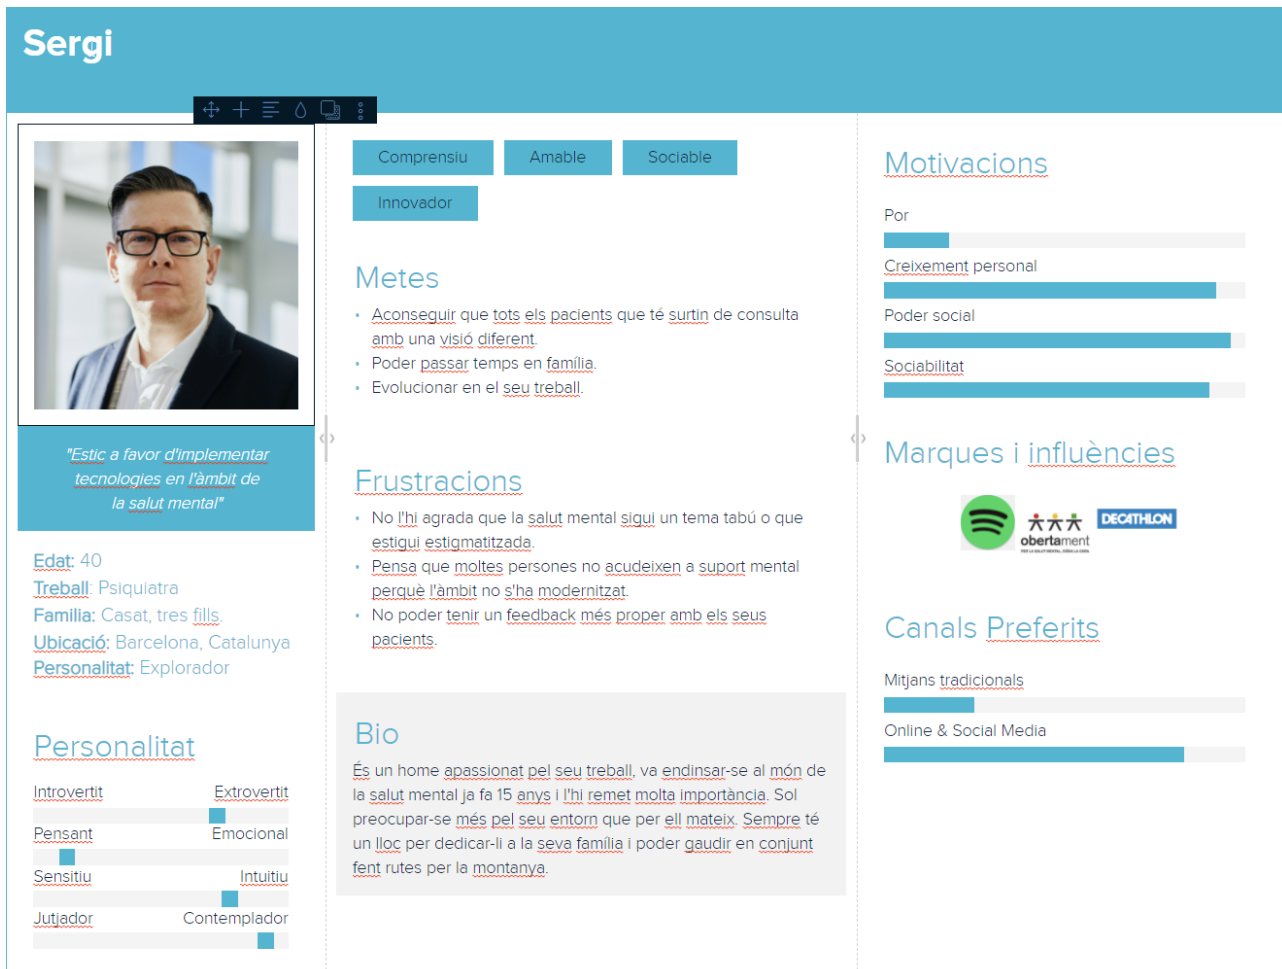 Sergi
"Estic a favor d'implementar
tecnologies en l'àmbit de
la salut mental"
Edat: 40
Treball: Psiquiatra
Familia: Casat, tres fills.
Ubicació: Barcelona, Catalunya
Personalitat: Explorador
Personalitat
Introvertit Extrovertit
Pensant Emocional
Sensitiu Intuitiu
Jutjador Contemplador
Comprensiu Amable Sociable
Innovador
Metes
• Aconseguir que tots els pacients que té surtin de consulta
amb una visió diferent.
• Poder passar temps en família.
• Evolucionar en el seu treball.
Frustracions
• No l'hi agrada que la salut mental sigui un tema tabú o que
estigui estigmatitzada.
• Pensa que moltes persones no acudeixen a suport mental
perquè l'àmbit no s'ha modernitzat.
• No poder tenir un feedback més proper amb els seus
pacients.
Bio
És un home apassionat pel seu treball, va endinsar-se al món de
la salut mental ja fa 15 anys i l'hi remet molta importància. Sol
preocupar-se més pel seu entorn que per ell mateix. Sempre té
un lloc per dedicar-li a la seva família i poder gaudir en conjunt
fent rutes per la montanya.
Motivacions
Por
Creixement personal
Poder social
Sociabilitat
Marques i influències
obertament
PER LA SALUT MENTAL, DÓNA LA CARA
DECATHLON
Canals Preferits
Mitjans tradicionals
Online & Social Media